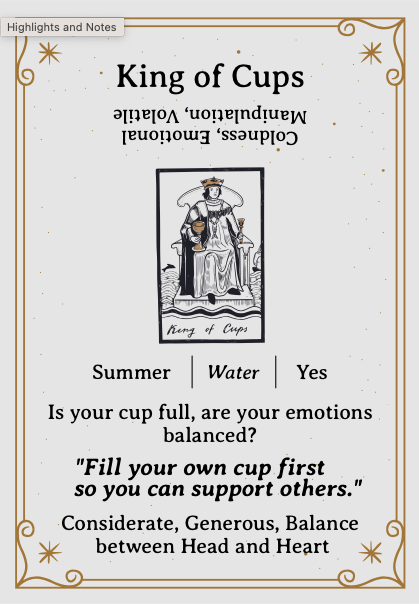 Highlights and Notes
King of Cups
Coldness, Emotional
Manipulation, Volatile
King of Cups
Summer | Water | Yes
Is your cup full, are your emotions
balanced?
"Fill your own cup first
so you can support others."
Considerate, Generous, Balance
between Head and Heart